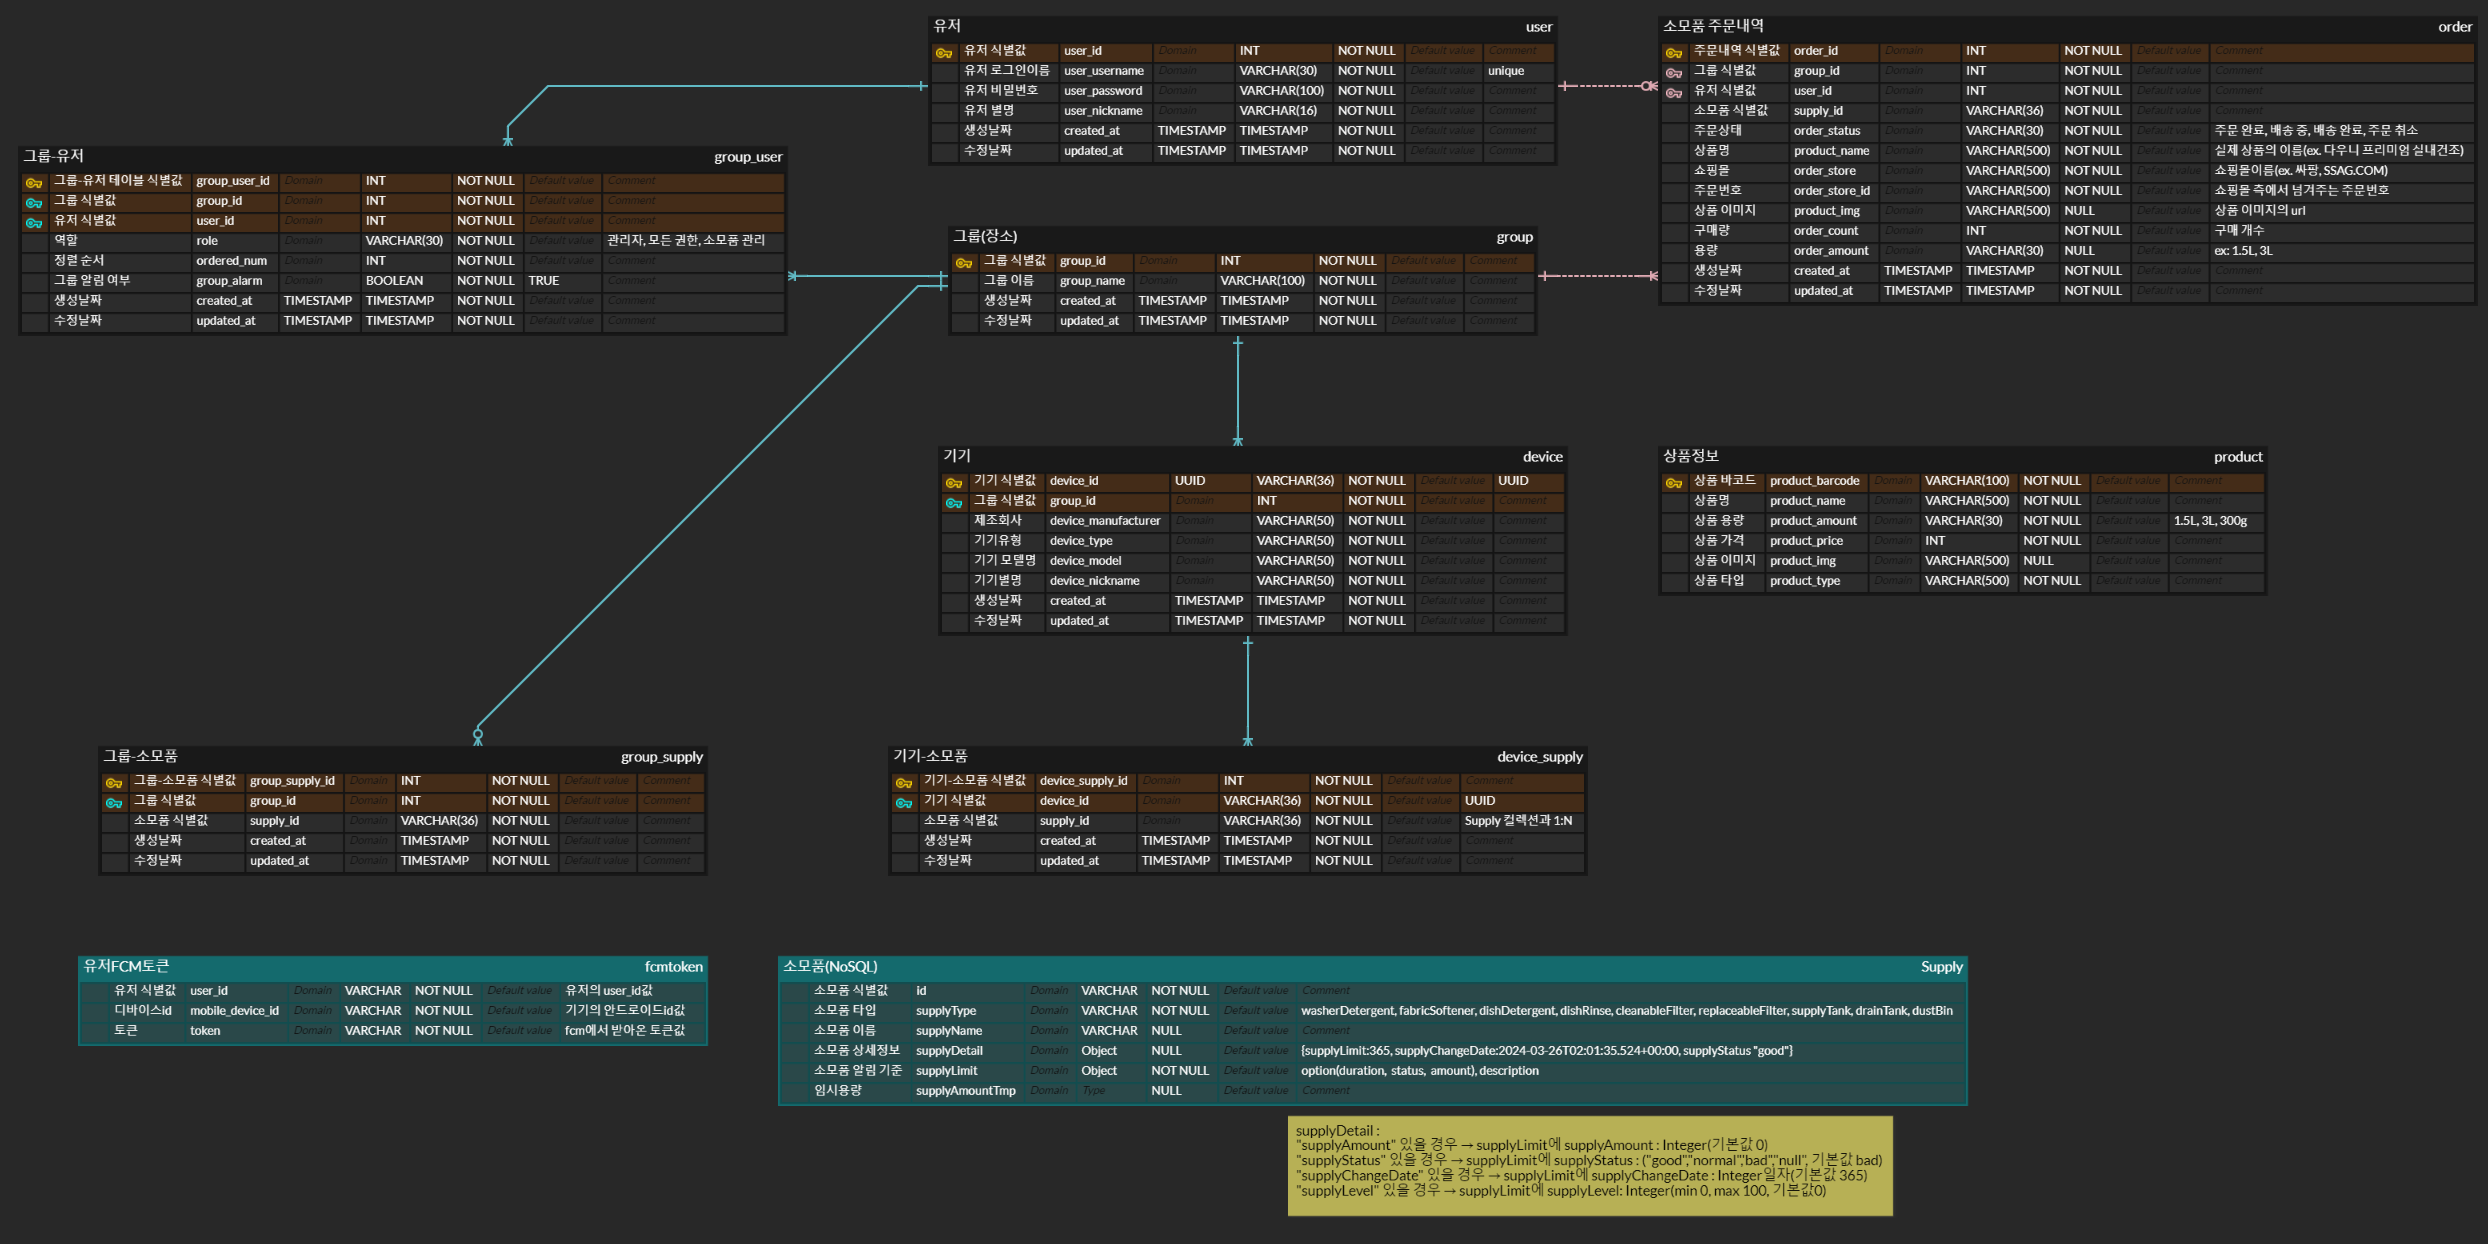 유저 user
유저 식별값 user_id Domain INT NOT NULL Default value Comment
유저 로그인이름 user_username Domain VARCHAR(30) NOT NULL Default value unique
유저 비밀번호 user_password Domain VARCHAR(100) NOT NULL Default value Comment
유저 별명 user_nickname Domain VARCHAR(16) NOT NULL Default value Comment
생성날짜 created_at TIMESTAMP TIMESTAMP NOT NULL Default value Comment
수정날짜 updated_at TIMESTAMP TIMESTAMP NOT NULL Default value Comment
소모품 주문내역 order
주문내역 식별값 order_id Domain INT NOT NULL Default value Comment
그룹 식별값 group_id Domain INT NOT NULL Default value Comment
유저 식별값 user_id Domain INT NOT NULL Default value Comment
소모품 식별값 supply_id Domain VARCHAR(36) NOT NULL Default value Comment
주문상태 order_status Domain VARCHAR(30) NOT NULL Default value 주문 완료, 배송 중, 배송 완료, 주문 취소
상품명 product_name Domain VARCHAR(500) NOT NULL Default value 실제 상품의 이름(ex. 다우니 프리미엄 실내건조)
쇼핑몰 order_store Domain VARCHAR(500) NOT NULL Default value 쇼핑몰이름(ex. 싸팡, SSAG.COM)
주문번호 order_store_id Domain VARCHAR(500) NOT NULL Default value 쇼핑몰 측에서 넘겨주는 주문번호
상품 이미지 product_img Domain VARCHAR(500) NULL Default value 상품 이미지의 url
구매량 order_count Domain INT NOT NULL Default value 구매 개수
용량 order_amount Domain VARCHAR(30) NULL Default value ex: 1.5L, 3L
생성날짜 created_at TIMESTAMP TIMESTAMP NOT NULL Default value Comment
수정날짜 updated_at TIMESTAMP TIMESTAMP NOT NULL Default value Comment
그룹-유저 group_user
그룹-유저 테이블 식별값 group_user_id Domain INT NOT NULL Default value Comment
그룹 식별값 group_id Domain INT NOT NULL Default value Comment
유저 식별값 user_id Domain INT NOT NULL Default value Comment
역할 role Domain VARCHAR(30) NOT NULL Default value 관리자, 모든 권한, 소모품 관리
정렬 순서 ordered_num Domain INT NOT NULL Default value Comment
그룹 알림 여부 group_alarm Domain BOOLEAN NOT NULL TRUE Comment
생성날짜 created_at TIMESTAMP TIMESTAMP NOT NULL Default value Comment
수정날짜 updated_at TIMESTAMP TIMESTAMP NOT NULL Default value Comment
그룹(장소) group
그룹 식별값 group_id Domain INT NOT NULL Default value Comment
그룹 이름 group_name Domain VARCHAR(100) NOT NULL Default value Comment
생성날짜 created_at TIMESTAMP TIMESTAMP NOT NULL Default value Comment
수정날짜 updated_at TIMESTAMP TIMESTAMP NOT NULL Default value Comment
기기 device
기기 식별값 device_id UUID VARCHAR(36) NOT NULL Default value UUID
그룹 식별값 group_id Domain INT NOT NULL Default value Comment
제조회사 device_manufacturer Domain VARCHAR(50) NOT NULL Default value Comment
기기유형 device_type Domain VARCHAR(50) NOT NULL Default value Comment
기기 모델명 device_model Domain VARCHAR(50) NOT NULL Default value Comment
기기별명 device_nickname Domain VARCHAR(50) NOT NULL Default value Comment
생성날짜 created_at TIMESTAMP TIMESTAMP NOT NULL Default value Comment
수정날짜 updated_at TIMESTAMP TIMESTAMP NOT NULL Default value Comment
상품정보 product
상품 바코드 product_barcode Domain VARCHAR(100) NOT NULL Default value Comment
상품명 product_name Domain VARCHAR(500) NOT NULL Default value Comment
상품 용량 product_amount Domain VARCHAR(30) NOT NULL Default value 1.5L, 3L, 300g
상품 가격 product_price Domain INT NOT NULL Default value Comment
상품 이미지 product_img Domain VARCHAR(500) NULL Default value Comment
상품 타입 product_type Domain VARCHAR(500) NOT NULL Default value Comment
그룹-소모품 group_supply
그룹-소모품 식별값 group_supply_id Domain INT NOT NULL Default value Comment
그룹 식별값 group_id Domain INT NOT NULL Default value Comment
소모품 식별값 supply_id Domain VARCHAR(36) NOT NULL Default value Comment
생성날짜 created_at Domain TIMESTAMP NOT NULL Default value Comment
수정날짜 updated_at Domain TIMESTAMP NOT NULL Default value Comment
기기-소모품 device_supply
기기-소모품 식별값 device_supply_id Domain INT NOT NULL Default value Comment
기기 식별값 device_id Domain VARCHAR(36) NOT NULL Default value UUID
소모품 식별값 supply_id Domain VARCHAR(36) NOT NULL Default value Supply 컬렉션과 1:N
생성날짜 created_at TIMESTAMP TIMESTAMP NOT NULL Default value Comment
수정날짜 updated_at TIMESTAMP TIMESTAMP NOT NULL Default value Comment
유저FCM토큰 fcmtoken
유저 식별값 user_id Domain VARCHAR NOT NULL Default value 유저의 user_id값
디바이스id mobile_device_id Domain VARCHAR NOT NULL Default value 기기의 안드로이드id값
토큰 token Domain VARCHAR NOT NULL Default value fcm에서 받아온 토큰값
소모품(NoSQL) Supply
소모품 식별값 id Domain VARCHAR NOT NULL Default value Comment
소모품 타입 supplyType Domain VARCHAR NOT NULL Default value washerDetergent, fabricSoftener, dishDetergent, dishRinse, cleanableFilter, replaceableFilter, supplyTank, drainTank, dustBin
소모품 이름 supplyName Domain VARCHAR NULL Default value Comment
소모품 상세정보 supplyDetail Domain Object NULL Default value {supplyLimit:365, supplyChangeDate:2024-03-26T02:01:35.524+00:00, supplyStatus "good"}
소모품 알림 기준 supplyLimit Domain Object NOT NULL Default value option(duration, status, amount), description
임시용량 supplyAmountTmp Domain Type NULL Default value Comment
supplyDetail :
"supplyAmount" 있을 경우 → supplyLimit에 supplyAmount : Integer(기본값 0)
"supplyStatus" 있을 경우 → supplyLimit에 supplyStatus : ("good","normal","bad","null", 기본값 bad)
"supplyChangeDate" 있을 경우 → supplyLimit에 supplyChangeDate : Integer일자(기본값 365)
"supplyLevel" 있을 경우 → supplyLimit에 supplyLevel: Integer(min 0, max 100, 기본값0)